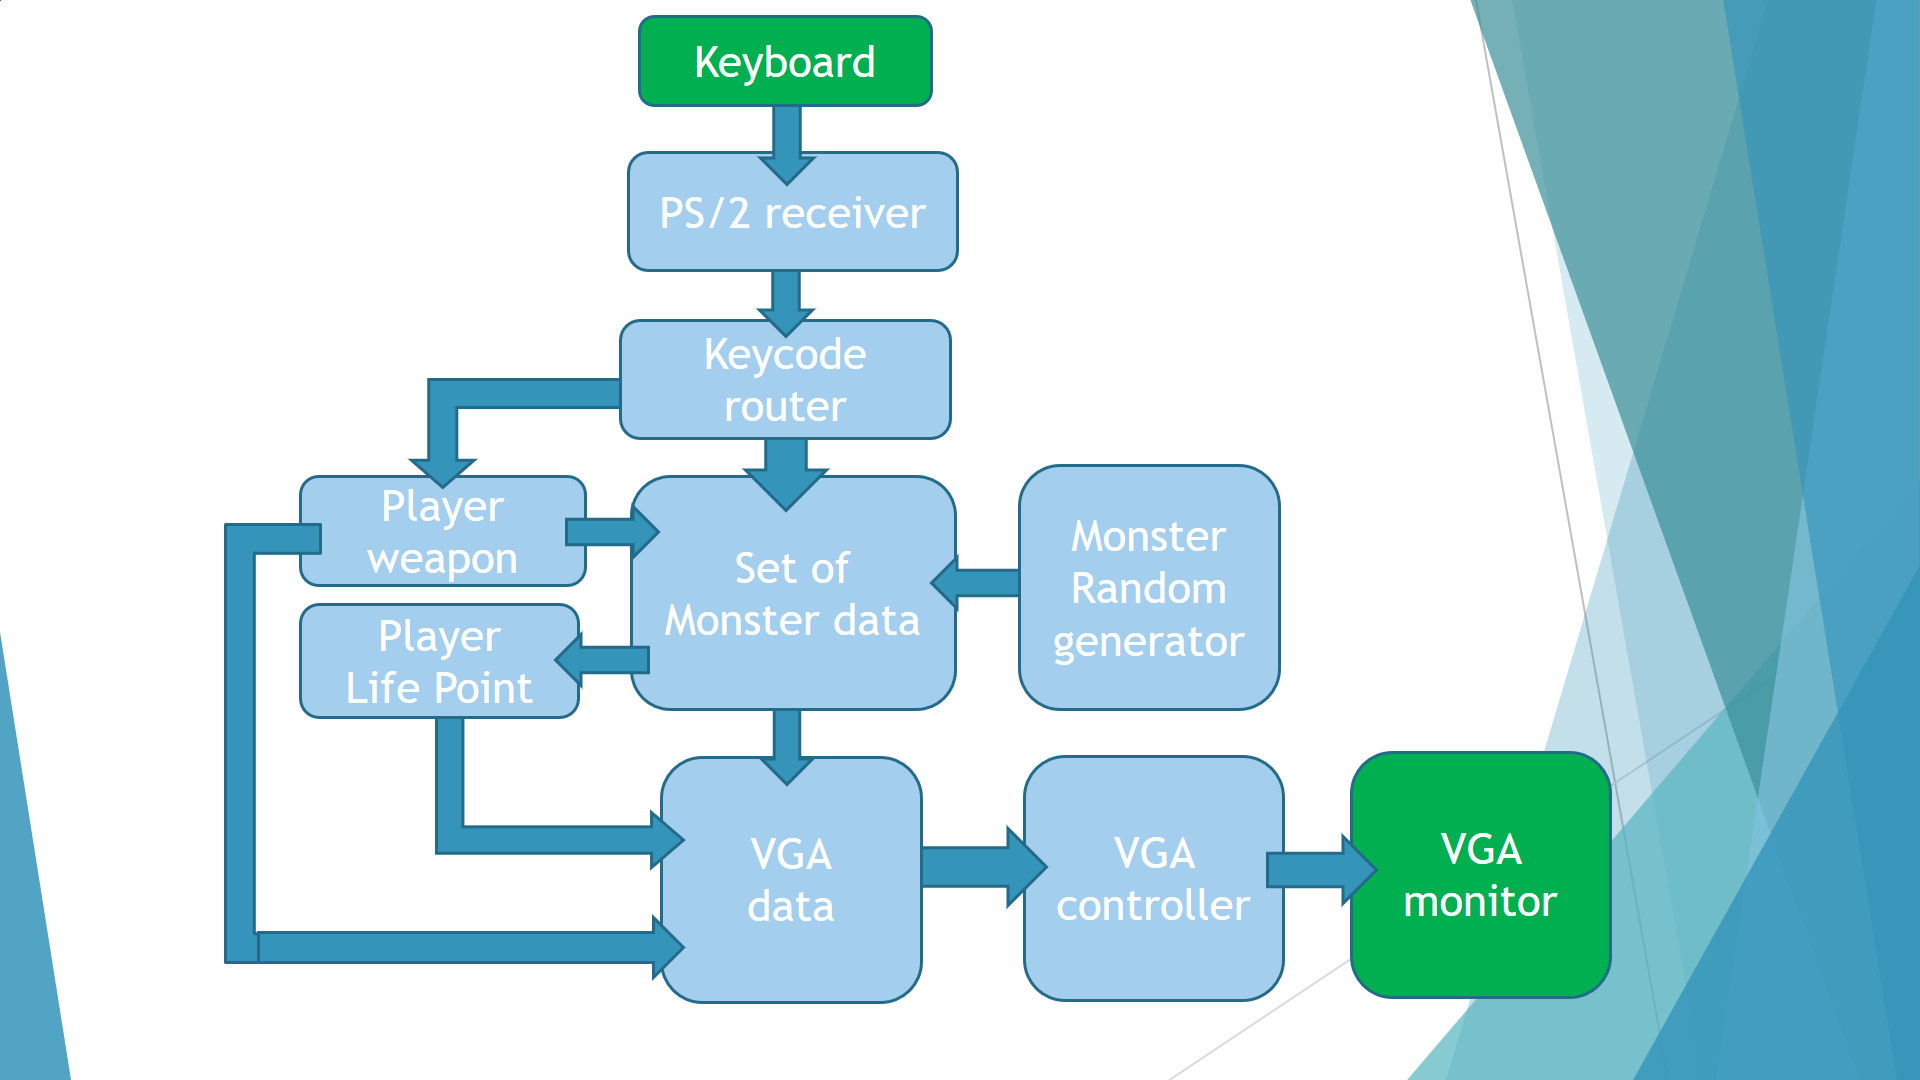 Keyboard
PS/2 receiver
Keycode
router
Player
weapon
Set of
Monster data
Monster
Random
generator
Player
Life Point
VGA
data
VGA
controller
VGA
monitor